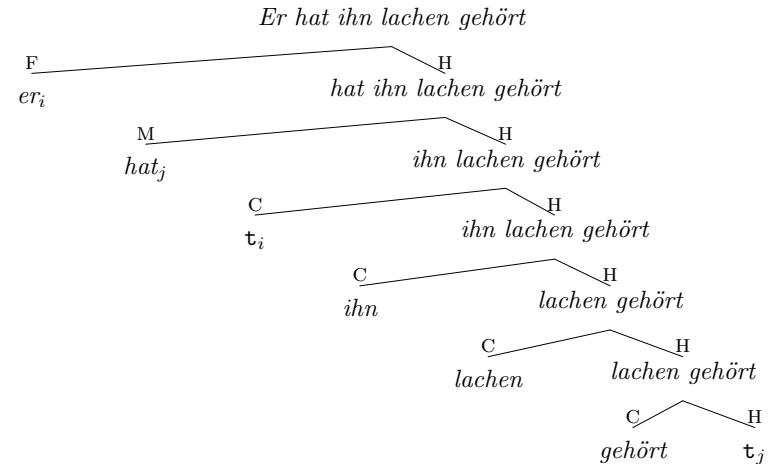 Er hat ihn lachen gehört
F H
er_i hat ihn lachen gehört
M H
hat_j ihn lachen gehört
C H
t_i ihn lachen gehört
C H
ihn lachen gehört
C H
lachen lachen gehört
C H
gehört t_j